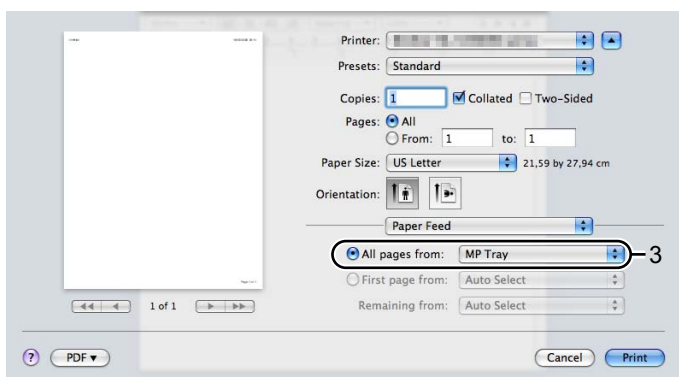 Printer:
Presets: Standard
Copies: 1 Collated Two-Sided
Pages: All
From: 1 to: 1
Paper Size: US Letter 21,59 by 27,94 cm
Orientation:
Paper Feed
All pages from: MP Tray 3
First page from: Auto Select
Remaining from: Auto Select
1 of 1
? PDF Cancel Print